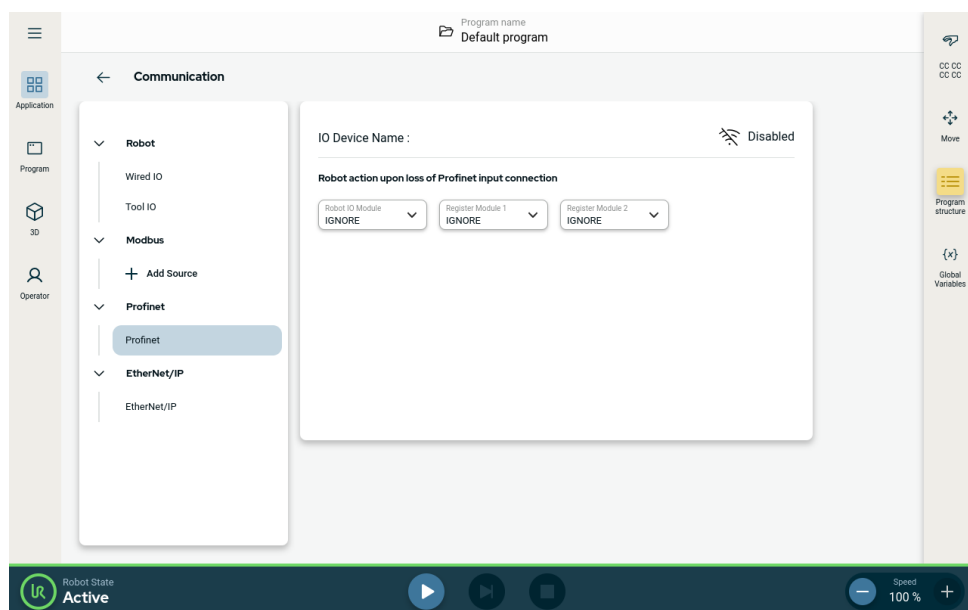 Program name
Default program
Application
Program
3D
Operator
Communication
Robot
Wired IO
Tool IO
Modbus
Add Source
Profinet
Profinet
EtherNet/IP
EtherNet/IP
IO Device Name :
Disabled
Robot action upon loss of Profinet input connection
Robot IO Module
IGNORE
Register Module 1
IGNORE
Register Module 2
IGNORE
CC CC
CC CC
Move
Program
structure
{x}
Global
Variables
UR
Robot State
Active
Speed
100 %